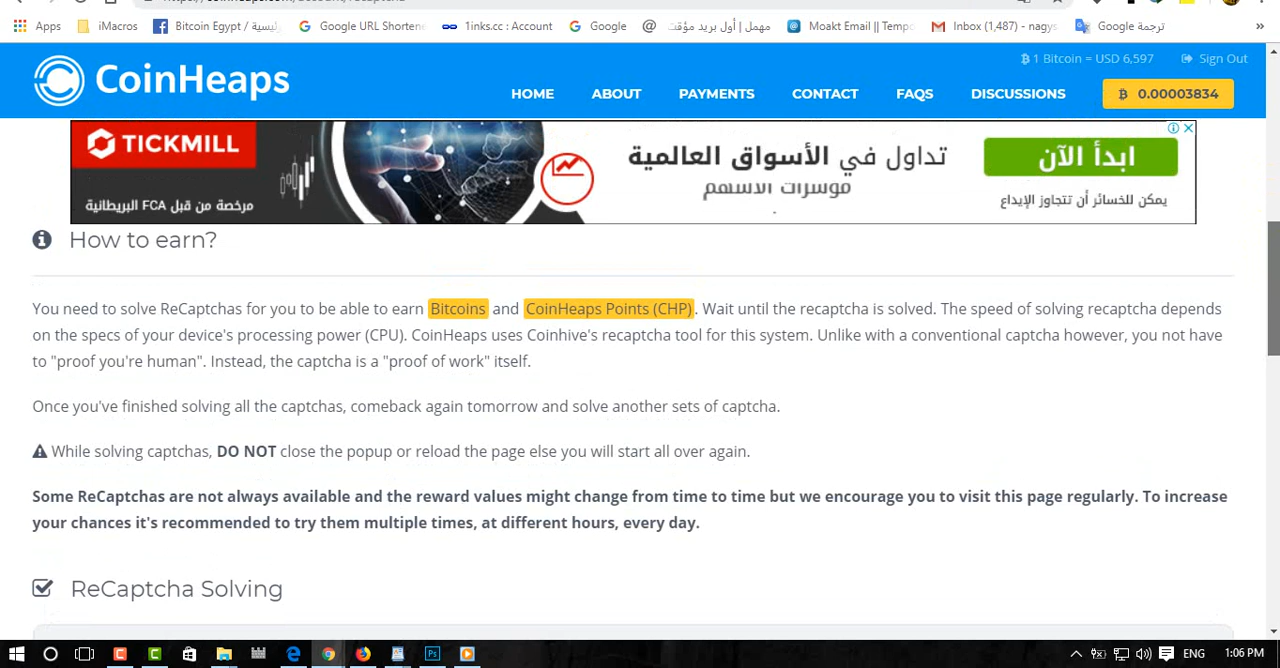 Apps
iMacros
Bitcoin Egypt / رئيسية
Google URL Shortene
1inks.cc : Account
Google
مهمل | أول بريد مؤقت
Moakt Email || Tempo
Inbox (1,487) - nagys
ترجمة Google
»
CoinHeaps
1 Bitcoin = USD 6,597
Sign Out
HOME
ABOUT
PAYMENTS
CONTACT
FAQS
DISCUSSIONS
0.00003834
TICKMILL
مرخصة من قبل FCA البريطانية
تداول في الأسواق العالمية
مؤشرات الأسهم
ابدأ الآن
يمكن للخسائر أن تتجاوز الإيداع
How to earn?
You need to solve ReCaptchas for you to be able to earn Bitcoins and CoinHeaps Points (CHP). Wait until the recaptcha is solved. The speed of solving recaptcha depends
on the specs of your device's processing power (CPU). CoinHeaps uses Coinhive's recaptcha tool for this system. Unlike with a conventional captcha however, you not have
to "proof you're human". Instead, the captcha is a "proof of work" itself.
Once you've finished solving all the captchas, comeback again tomorrow and solve another sets of captcha.
While solving captchas, DO NOT close the popup or reload the page else you will start all over again.
Some ReCaptchas are not always available and the reward values might change from time to time but we encourage you to visit this page regularly. To increase
your chances it's recommended to try them multiple times, at different hours, every day.
ReCaptcha Solving
ENG
1:06 PM